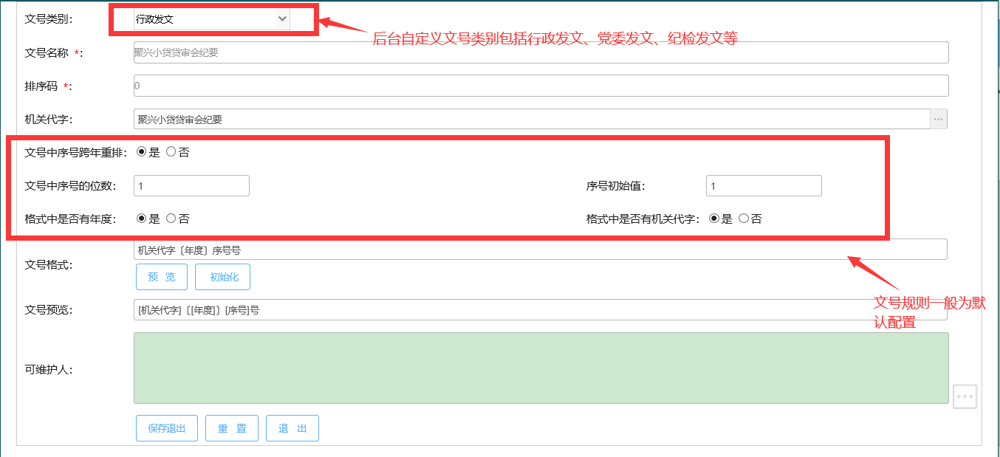 文号类别： 行政发文
后台自定义文号类别包括行政发文、党委发文、纪检发文等
文号名称 *： 聚兴小贷贷审会纪要
排序码 *： 0
机关代字： 聚兴小贷贷审会纪要 ...
文号中序号跨年重排： 是 否
文号中序号的位数： 1 序号初始值： 1
格式中是否有年度： 是 否 格式中是否有机关代字： 是 否
文号格式： 机关代字〔年度〕序号号
预 览 初始化
文号预览： [机关代字]〔[年度]〕[序号]号
文号规则一般为默
认配置
可维护人：
保存退出 重 置 退 出